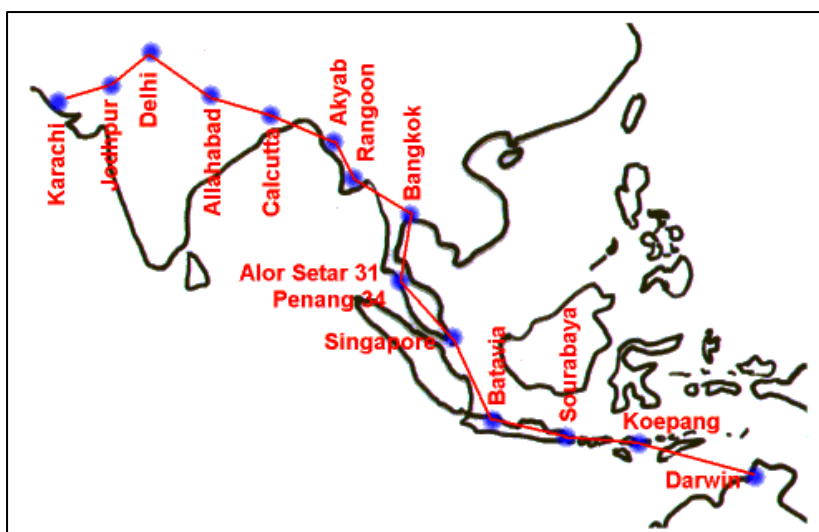 Karachi
Jodhpur
Delhi
Allahabad
Calcutta
Akyab
Rangoon
Bangkok
Alor Setar 31
Penang 34
Singapore
Batavia
Sourabaya
Koepang
Darwin